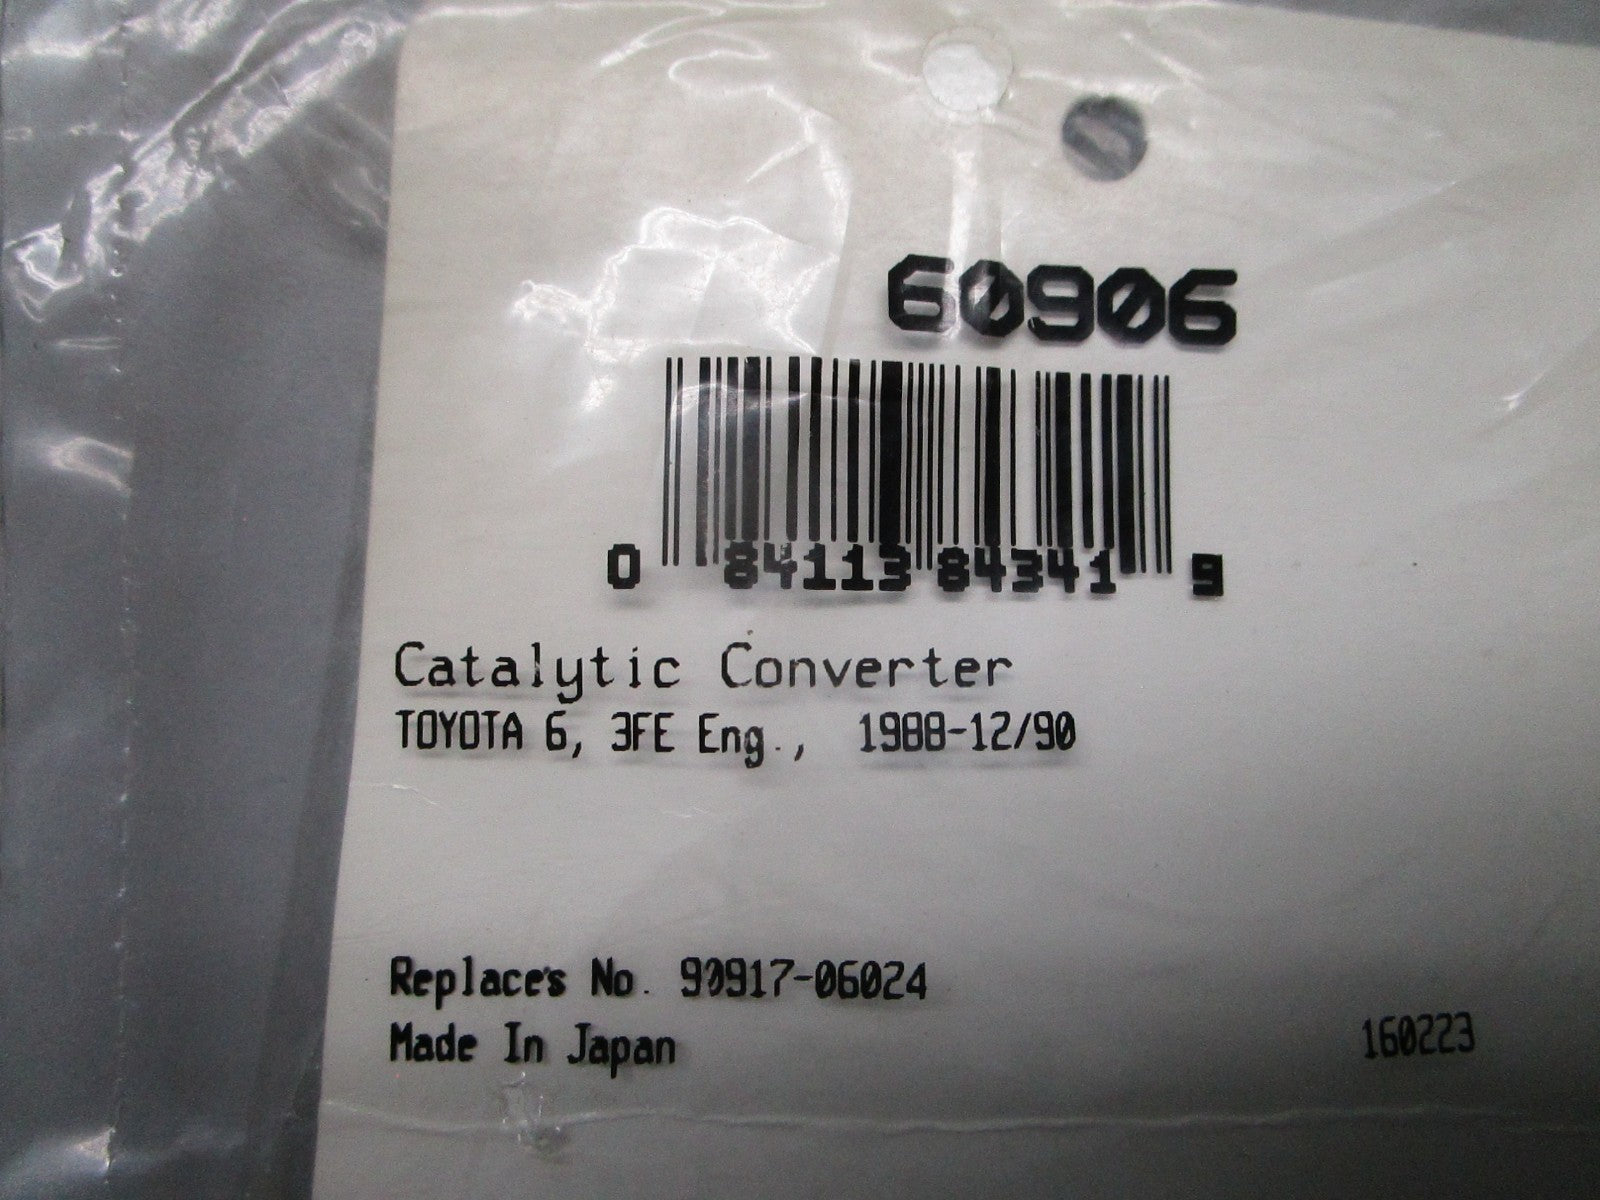 60906
0 84113 84341 9
Catalytic Converter
TOYOTA 6, 3FE Eng., 1988-12/90
Replaces No. 90917-06024
Made In Japan
160223